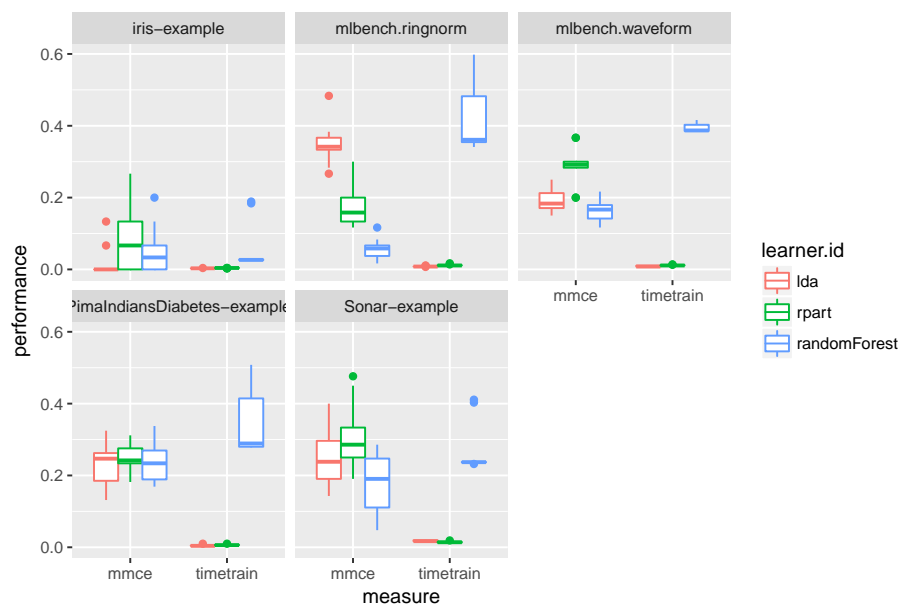 iris−example
mlbench.ringnorm
mlbench.waveform
0.6
0.4
0.2
0.0
PimaIndiansDiabetes−example
Sonar−example
mmce
timetrain
0.6
0.4
0.2
0.0
mmce
timetrain
mmce
timetrain
measure
performance
learner.id
lda
rpart
randomForest